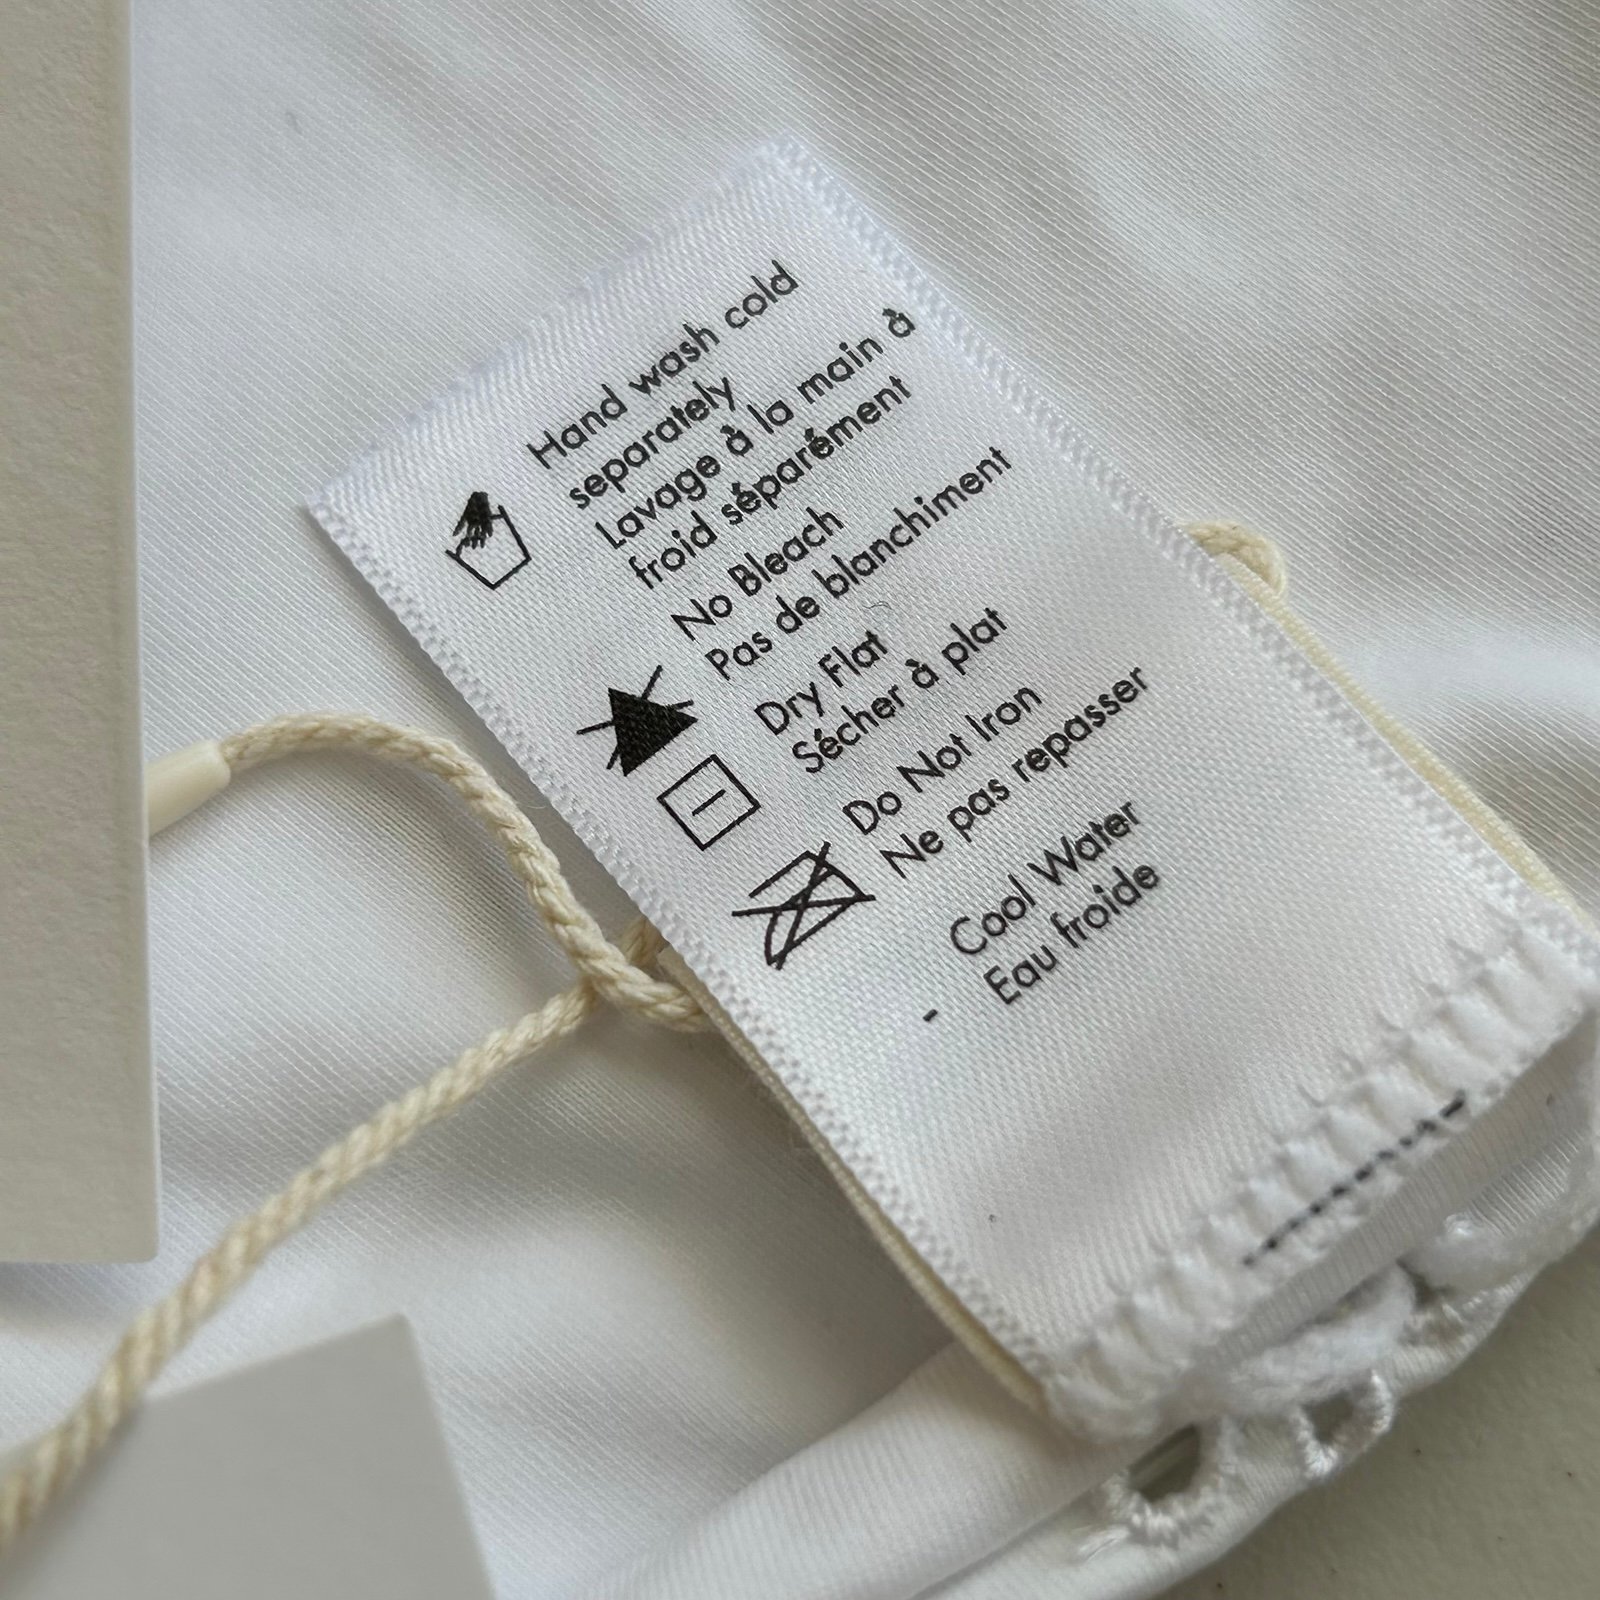 Hand wash cold
separately
Lavage à la main à
froid séparément
No Bleach
Pas de blanchiment
Dry Flat
Sécher à plat
Do Not Iron
Ne pas repasser
Cool Water
- Eau froide